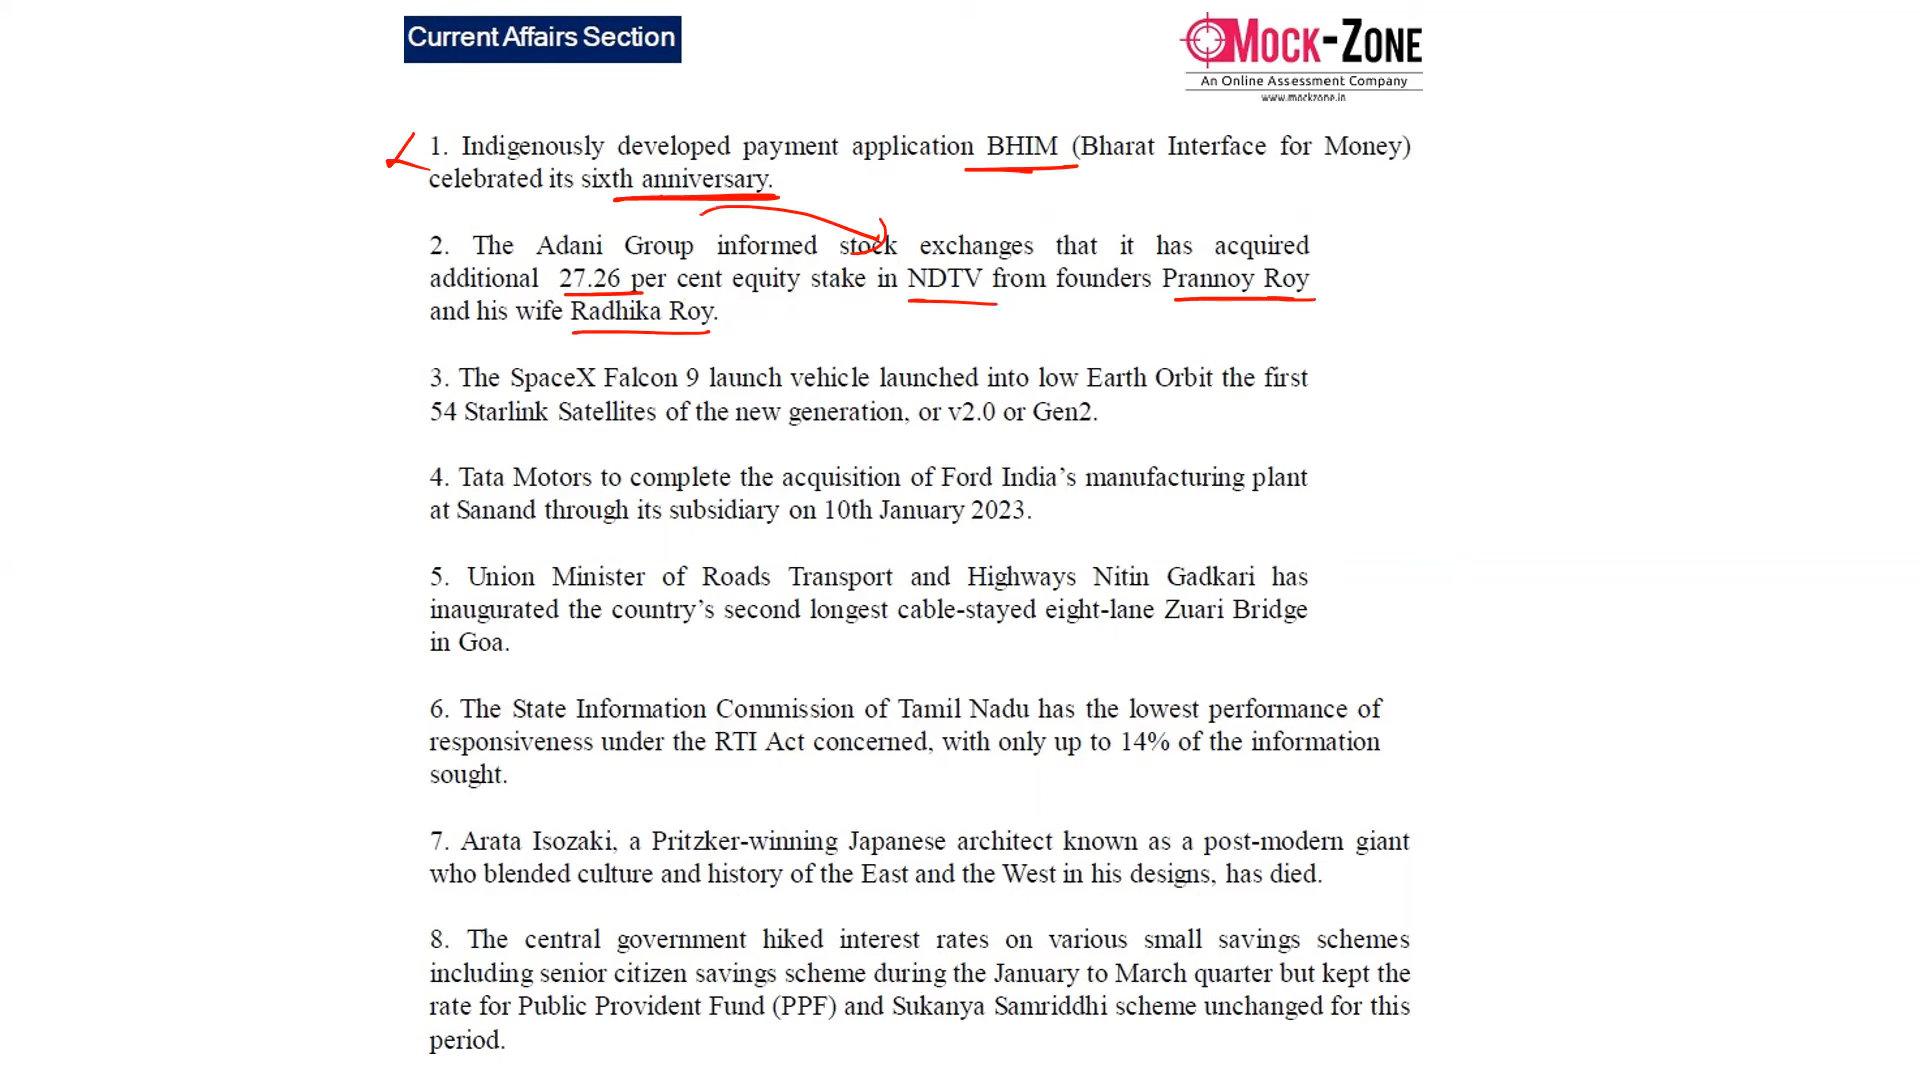 Current Affairs Section
MOCK-ZONE
An Online Assessment Company
www.mockzone.in
1. Indigenously developed payment application BHIM (Bharat Interface for Money)
celebrated its sixth anniversary.
2. The Adani Group informed stock exchanges that it has acquired
additional 27.26 per cent equity stake in NDTV from founders Prannoy Roy
and his wife Radhika Roy.
3. The SpaceX Falcon 9 launch vehicle launched into low Earth Orbit the first
54 Starlink Satellites of the new generation, or v2.0 or Gen2.
4. Tata Motors to complete the acquisition of Ford India’s manufacturing plant
at Sanand through its subsidiary on 10th January 2023.
5. Union Minister of Roads Transport and Highways Nitin Gadkari has
inaugurated the country’s second longest cable-stayed eight-lane Zuari Bridge
in Goa.
6. The State Information Commission of Tamil Nadu has the lowest performance of
responsiveness under the RTI Act concerned, with only up to 14% of the information
sought.
7. Arata Isozaki, a Pritzker-winning Japanese architect known as a post-modern giant
who blended culture and history of the East and the West in his designs, has died.
8. The central government hiked interest rates on various small savings schemes
including senior citizen savings scheme during the January to March quarter but kept the
rate for Public Provident Fund (PPF) and Sukanya Samriddhi scheme unchanged for this
period.